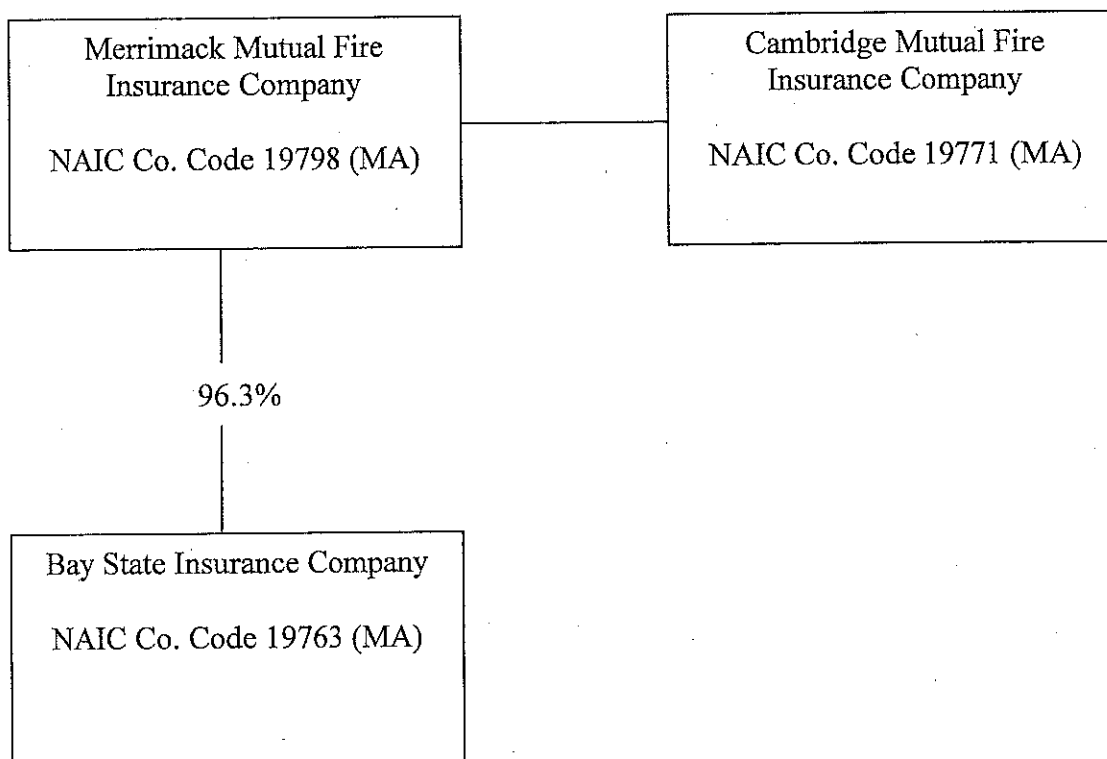 Merrimack Mutual Fire
Insurance Company
NAIC Co. Code 19798 (MA)
Cambridge Mutual Fire
Insurance Company
NAIC Co. Code 19771 (MA)
96.3%
Bay State Insurance Company
NAIC Co. Code 19763 (MA)